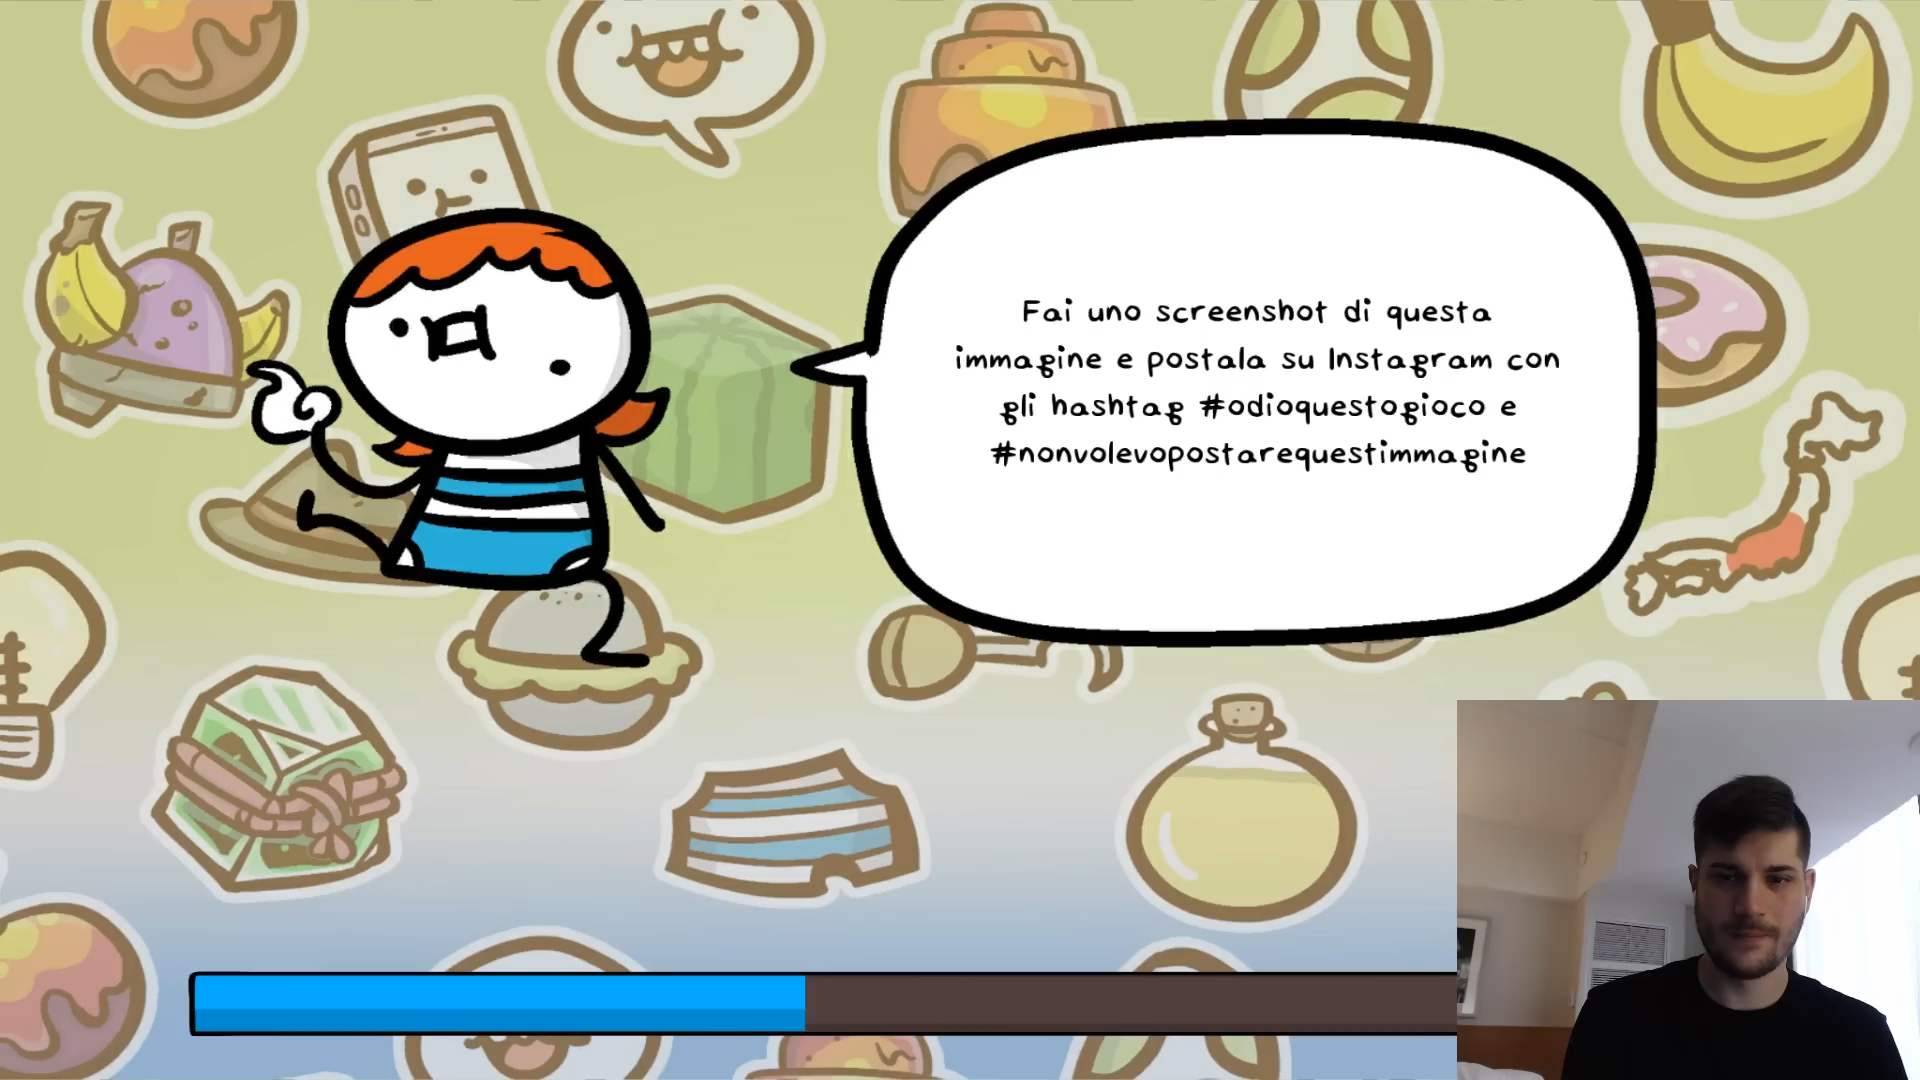 Fai uno screenshot di questa
immagine e postala su Instagram con
gli hashtag #odioquestogioco e
#nonvolevopostarequestimmagine